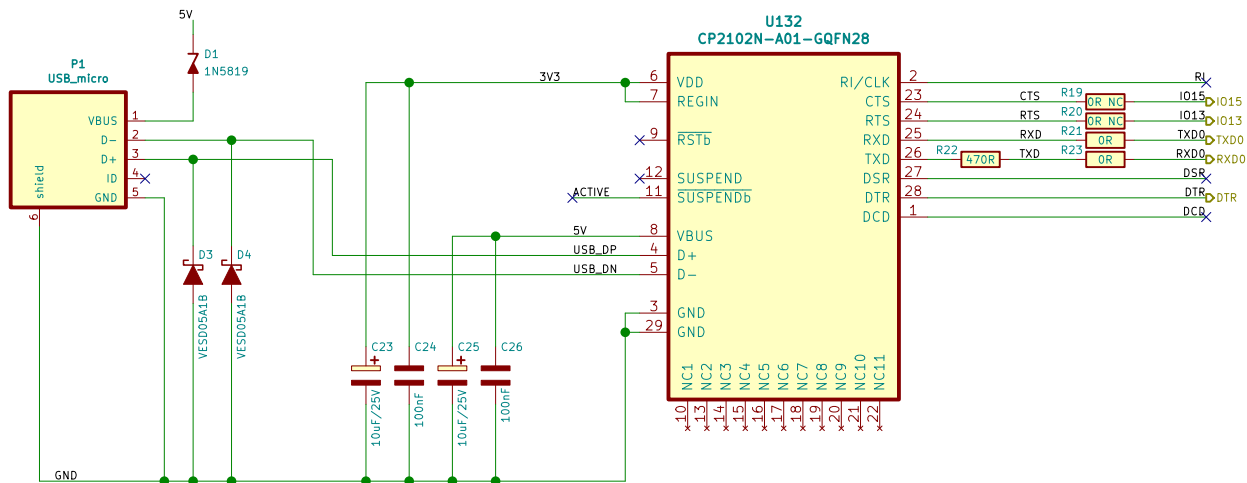 U132
CP2102N-A01-GQFN28
5V
D1
1N5819
P1
USB_micro
VBUS 1
D- 2
D+ 3
ID 4
GND 5
shield
6
3V3
6 VDD
7 REGIN
9 RSTb
12 SUSPEND
ACTIVE 11 SUSPENDb
5V 8 VBUS
USB_DP 4 D+
USB_DN 5 D-
3 GND
29 GND
RI/CLK 2 RI
CTS 23 CTS R19 0R NC IO15 IO15
RTS 24 RTS R20 0R NC IO13 IO13
RXD 25 RXD R21 0R TXD0 TXD0
TXD 26 R22 470R TXD R23 0R RXD0 RXD0
DSR 27 DSR
DTR 28 DTR DTR
DCD 1 DCD
D3
VESD05A1B
D4
VESD05A1B
C23
10uF/25V
C24
100nF
C25
10uF/25V
C26
100nF
NC1 NC2 NC3 NC4 NC5 NC6 NC7 NC8 NC9 NC10 NC11
10 13 14 15 16 17 18 19 20 21 22
GND